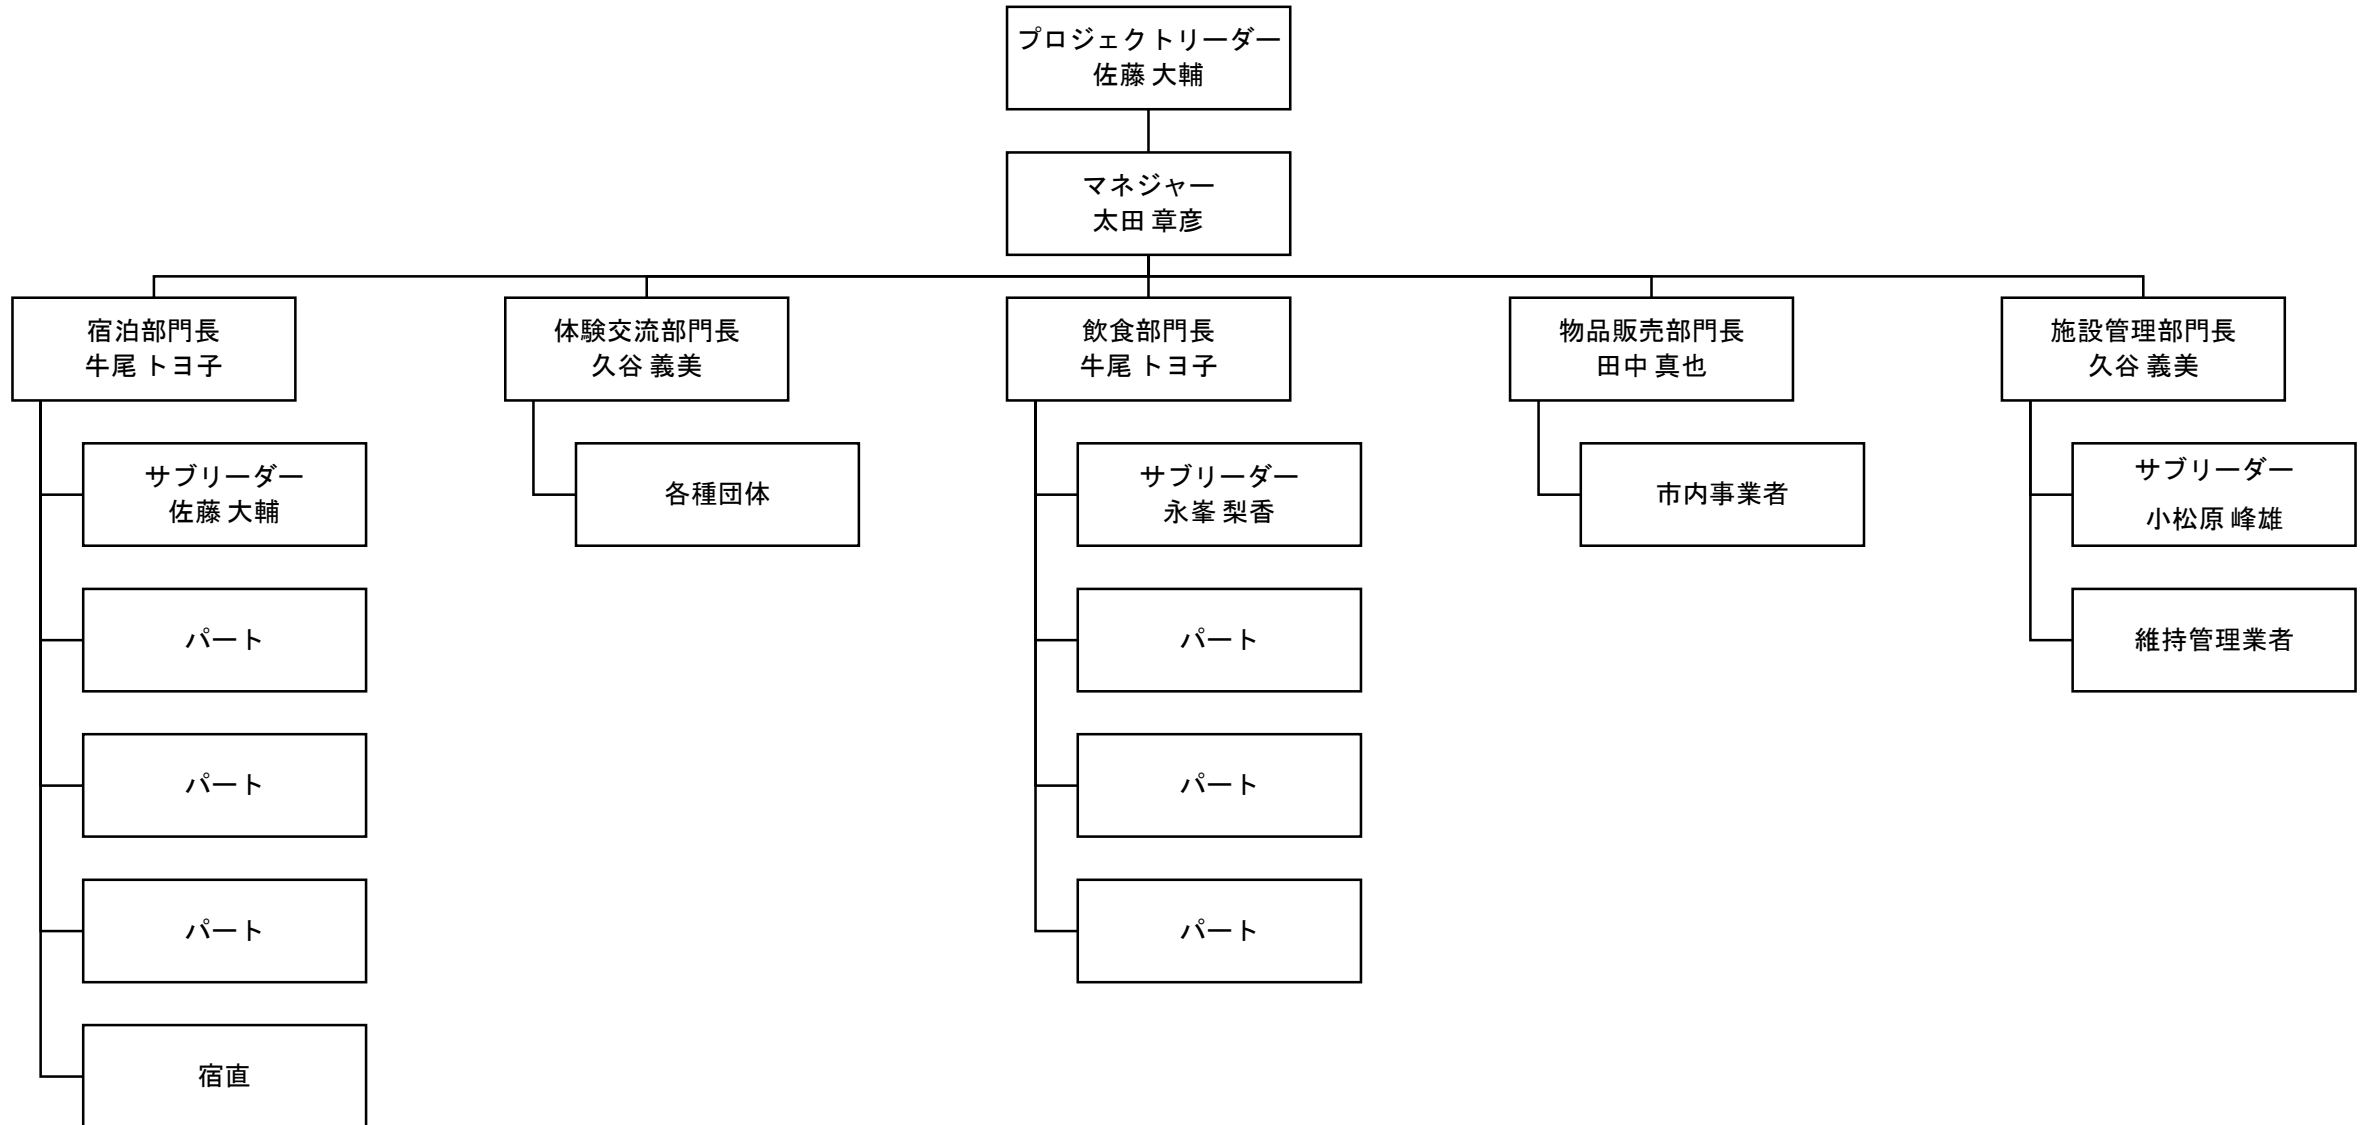 プロジェクトリーダー
佐藤 大輔
マネジャー
太田 章彦
宿泊部門長
牛尾 トヨ子
体験交流部門長
久谷 義美
飲食部門長
牛尾 トヨ子
物品販売部門長
田中 真也
施設管理部門長
久谷 義美
サブリーダー
佐藤 大輔
各種団体
サブリーダー
永峯 梨香
市内事業者
サブリーダー
小松原 峰雄
パート
パート
維持管理業者
パート
パート
パート
パート
宿直